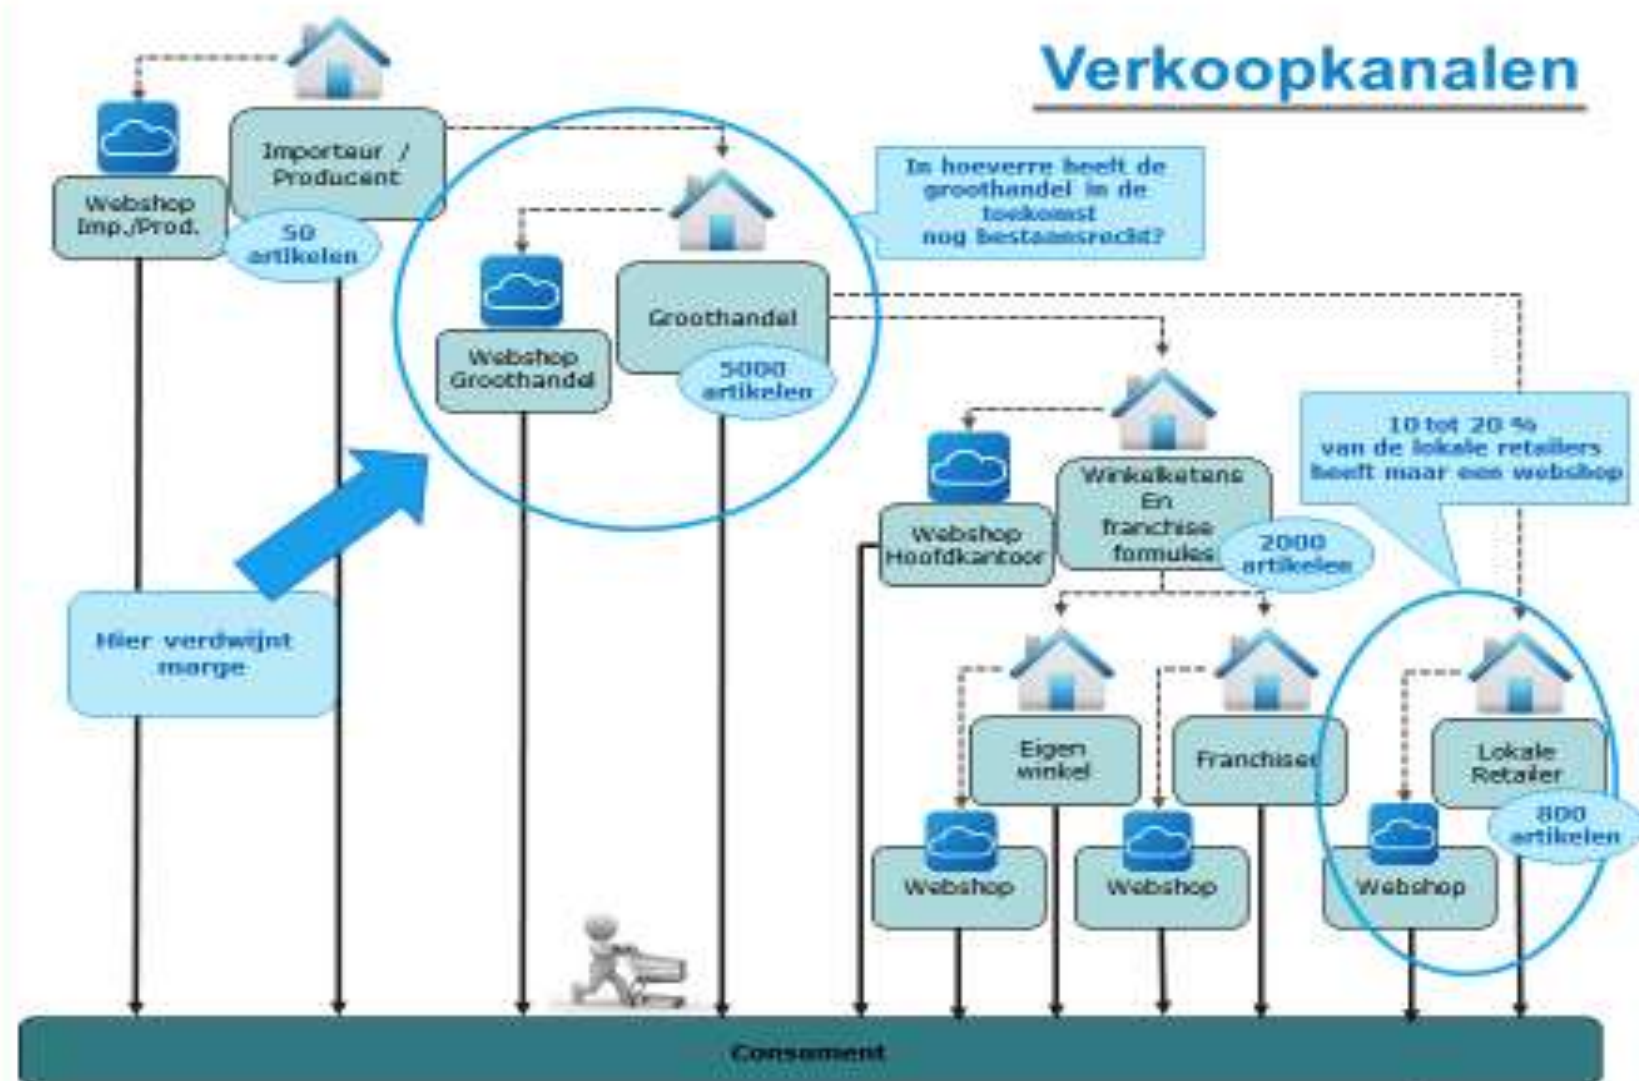 Verkoopkanalen
Importeur /
Producent
50
artikelen
Webshop
Imp./Prod.
In hoeverre heeft de
groothandel in de
toekomst
nog bestaansrecht?
Groothandel
5000
artikelen
Webshop
Groothandel
10 tot 20 %
van de lokale retailers
heeft maar een webshop
Winkelketens
En
franchise
formules
2000
artikelen
Webshop
Hoofdkantoor
Hier verdwijnt
marge
Eigen
winkel
Franchiser
Lokale
Retailer
800
artikelen
Webshop
Webshop
Webshop
Consument